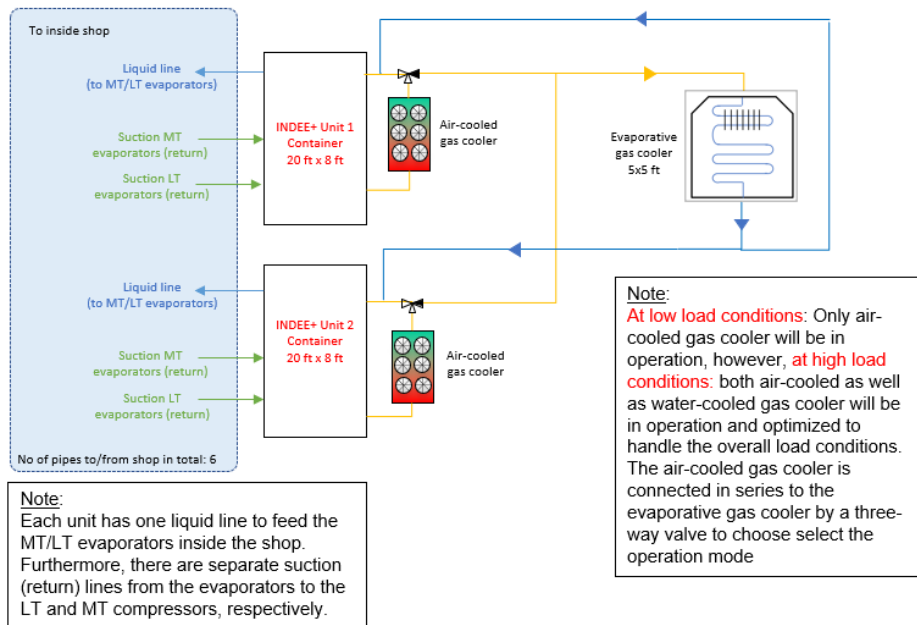 To inside shop
Liquid line
(to MT/LT evaporators)
Suction MT
evaporators (return)
Suction LT
evaporators (return)
INDEE+ Unit 1
Container
20 ft x 8 ft
Air-cooled
gas cooler
Evaporative
gas cooler
5x5 ft
Liquid line
(to MT/LT evaporators)
Suction MT
evaporators (return)
Suction LT
evaporators (return)
INDEE+ Unit 2
Container
20 ft x 8 ft
Air-cooled
gas cooler
No of pipes to/from shop in total: 6
Note:
Each unit has one liquid line to feed the
MT/LT evaporators inside the shop.
Furthermore, there are separate suction
(return) lines from the evaporators to the
LT and MT compressors, respectively.
Note:
At low load conditions: Only air-
cooled gas cooler will be in
operation, however, at high load
conditions: both air-cooled as well
as water-cooled gas cooler will be
in operation and optimized to
handle the overall load conditions.
The air-cooled gas cooler is
connected in series to the
evaporative gas cooler by a three-
way valve to choose select the
operation mode